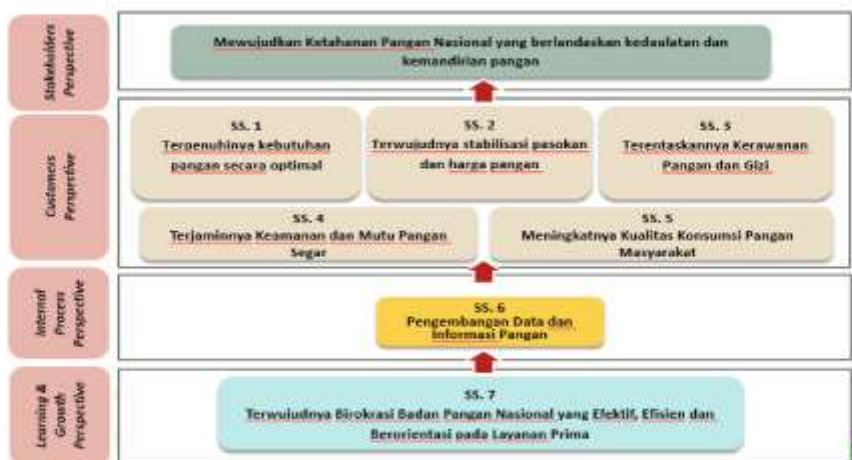 Stakeholders
Perspective
Mewujudkan Ketahanan Pangan Nasional yang berlandaskan kedaulatan dan
kemandirian pangan
Customers
Perspective
SS. 1
Terpenuhinya kebutuhan
pangan secara optimal
SS. 2
Terwujudnya stabilisasi pasokan
dan harga pangan
SS. 3
Terentaskannya Kerawanan
Pangan dan Gizi
SS. 4
Terjaminnya Keamanan dan Mutu Pangan
Segar
SS. 5
Meningkatnya Kualitas Konsumsi Pangan
Masyarakat
Internal
Process
Perspective
SS. 6
Pengembangan Data dan
Informasi Pangan
Learning &
Growth
Perspective
SS. 7
Terwujudnya Birokrasi Badan Pangan Nasional yang Efektif, Efisien dan
Berorientasi pada Layanan Prima